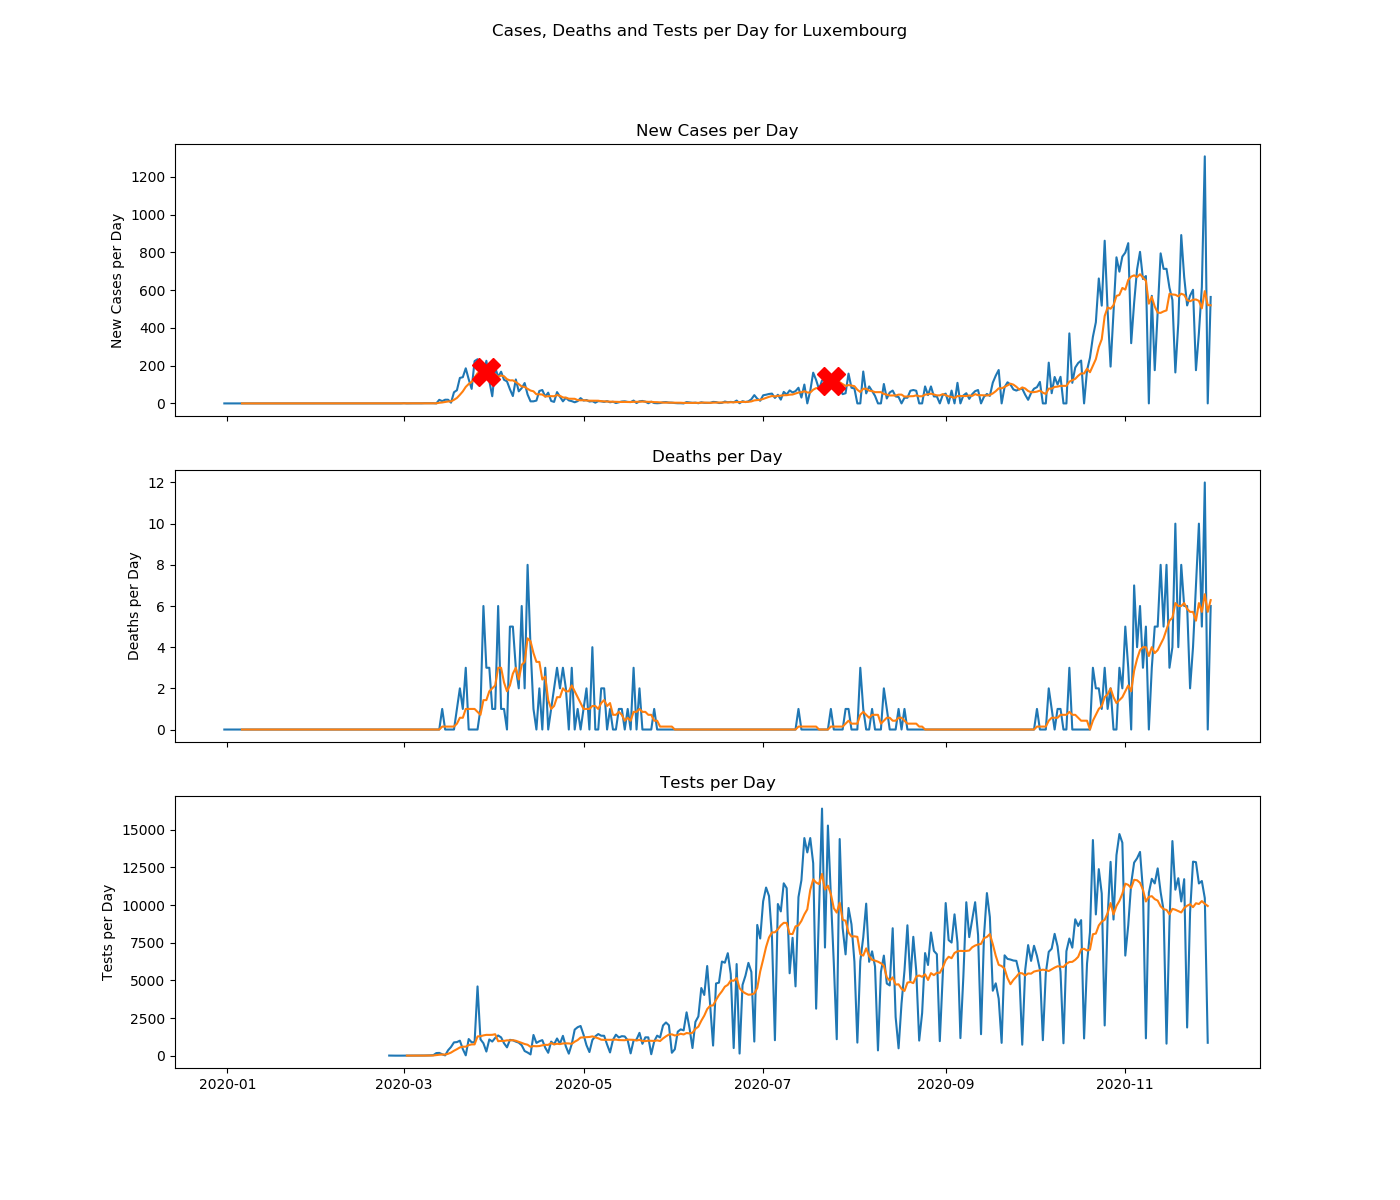 Cases, Deaths and Tests per Day for Luxembourg
New Cases per Day
New Cases per Day
1200
1000
800
600
400
200
0
Deaths per Day
Deaths per Day
12
10
8
6
4
2
0
Tests per Day
Tests per Day
15000
12500
10000
7500
5000
2500
0
2020-01 2020-03 2020-05 2020-07 2020-09 2020-11